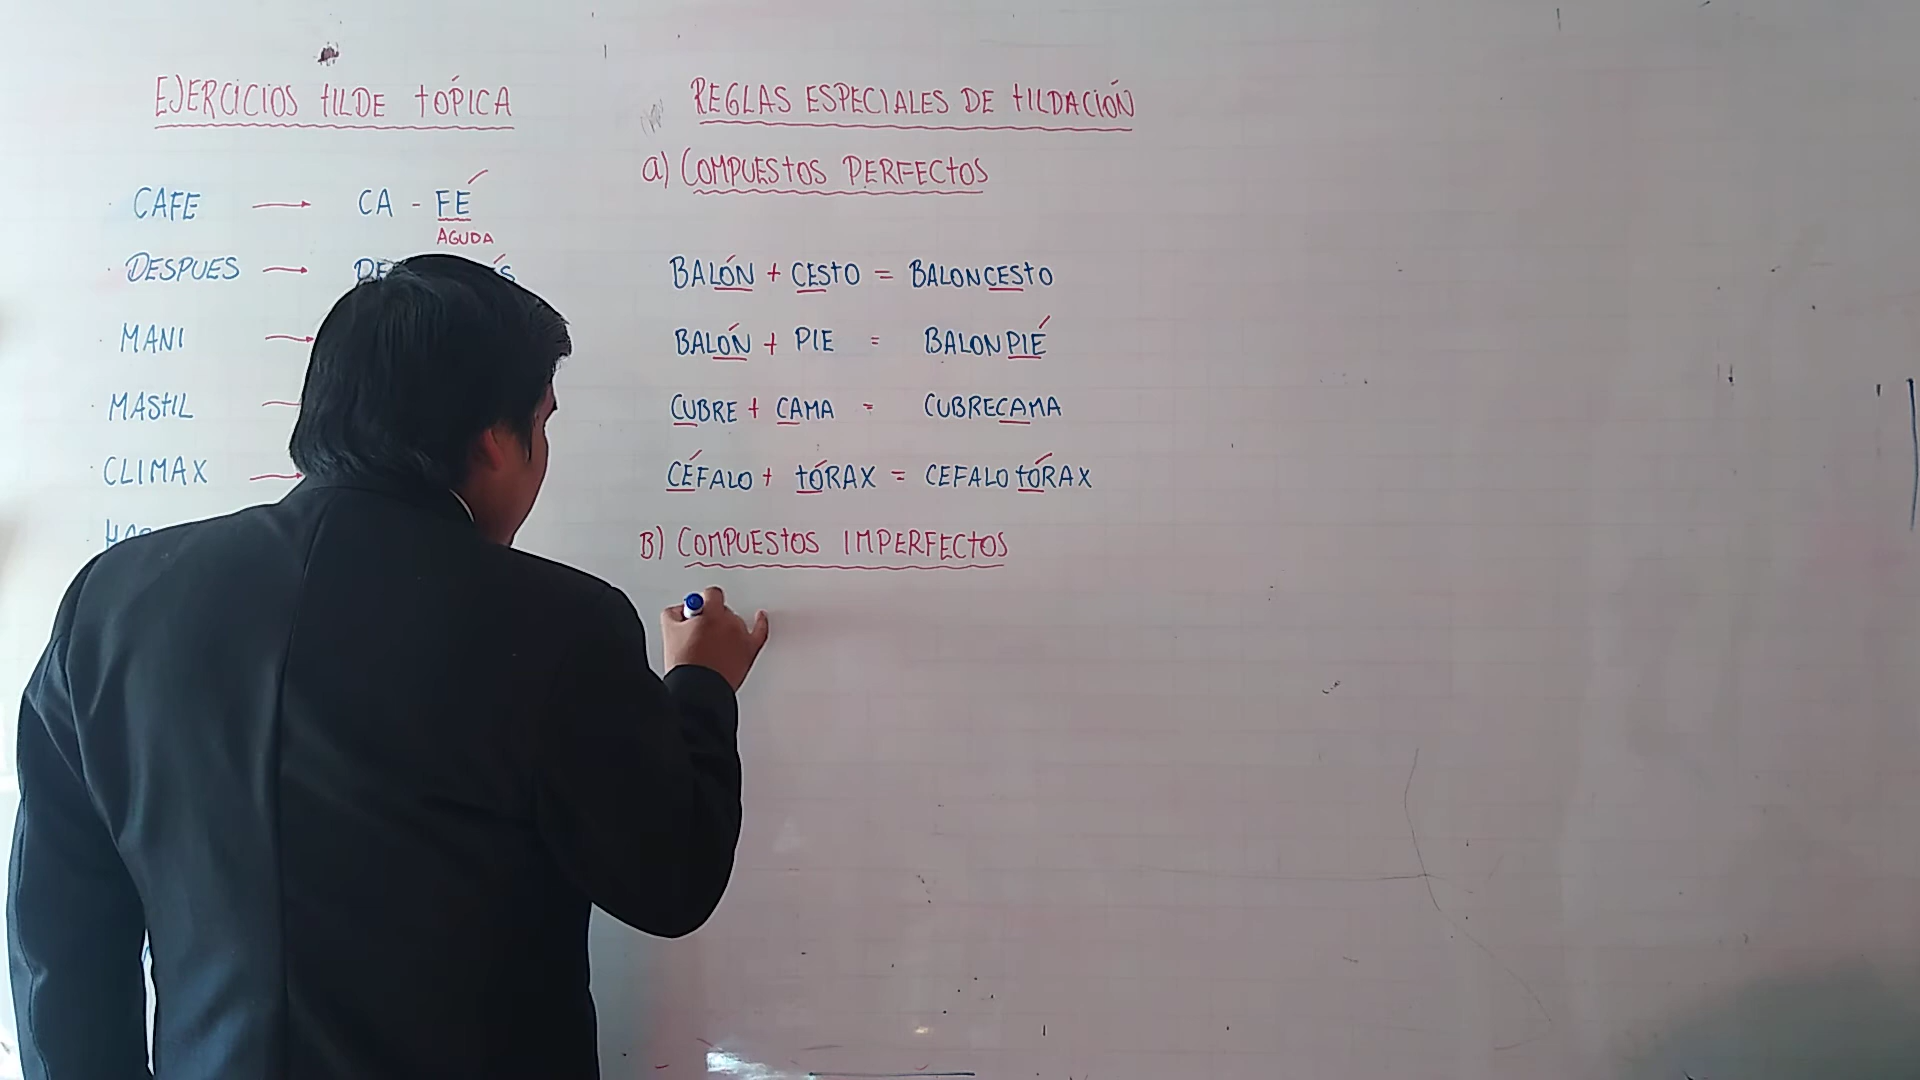 EJERCICIOS TILDE TÓPICA
CAFE → CA - FÉ
AGUDA
DESPUES →
MANI →
MASTIL
CLIMAX →
REGLAS ESPECIALES DE TILDACIÓN
a) COMPUESTOS PERFECTOS
BALÓN + CESTO = BALONCESTO
BALÓN + PIE = BALONPIÉ
CUBRE + CAMA = CUBRECAMA
CÉFALO + TÓRAX = CEFALOTÓRAX
B) COMPUESTOS IMPERFECTOS